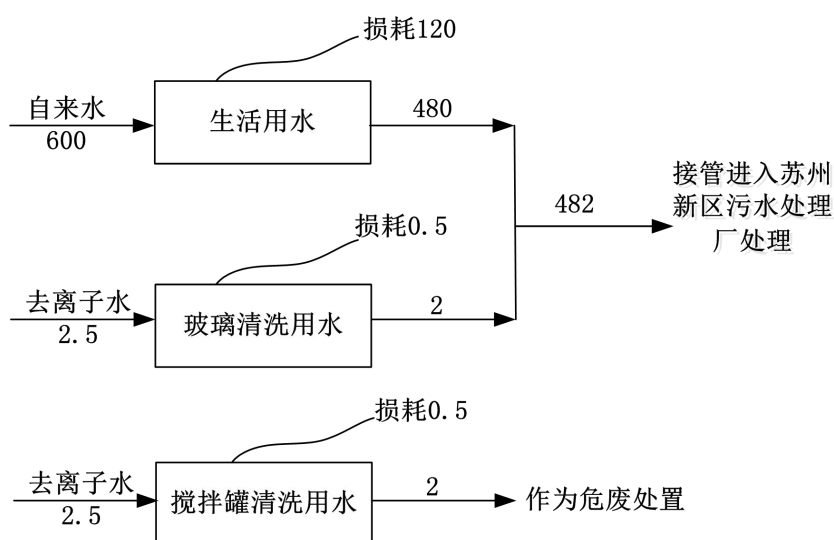 损耗120
自来水
600
生活用水
480
接管进入苏州
新区污水处理
厂处理
482
损耗0.5
去离子水
2.5
玻璃清洗用水
2
损耗0.5
去离子水
2.5
搅拌罐清洗用水
2
作为危废处置